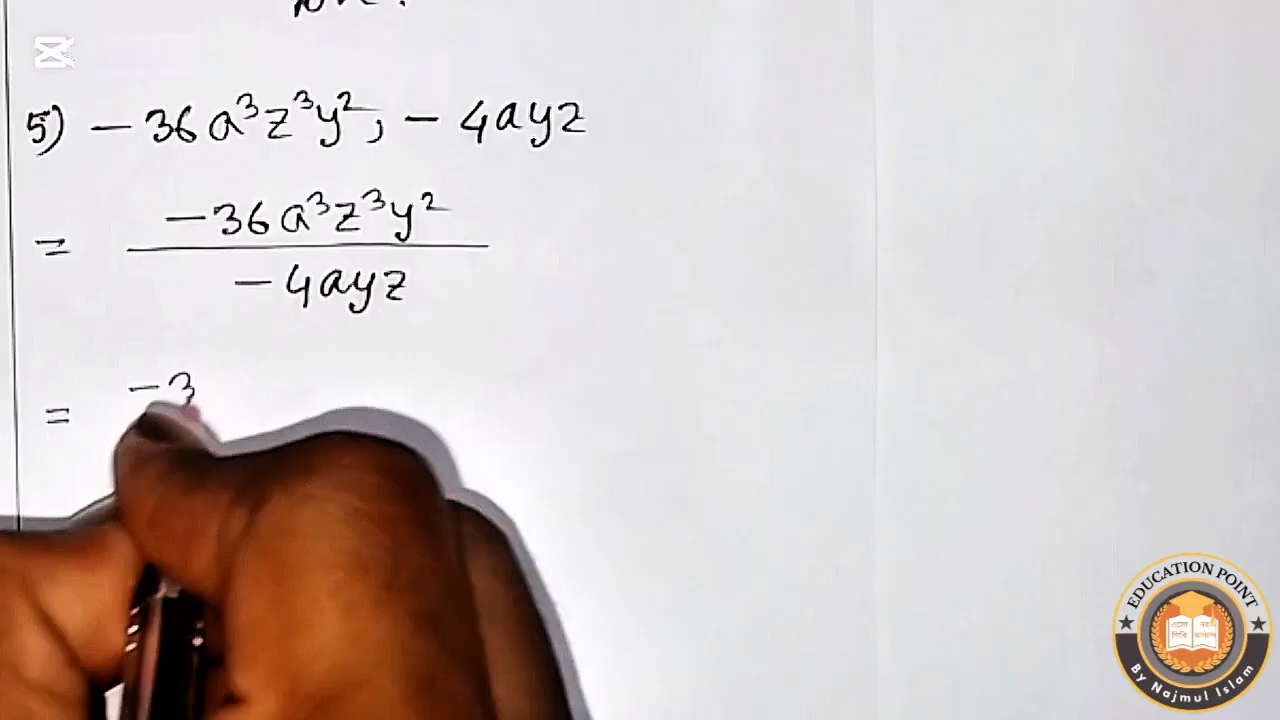 5) −36a³z³y², −4ayz
= −36a³z³y² / −4ayz
= −3
EDUCATION POINT
By Najmul Islam